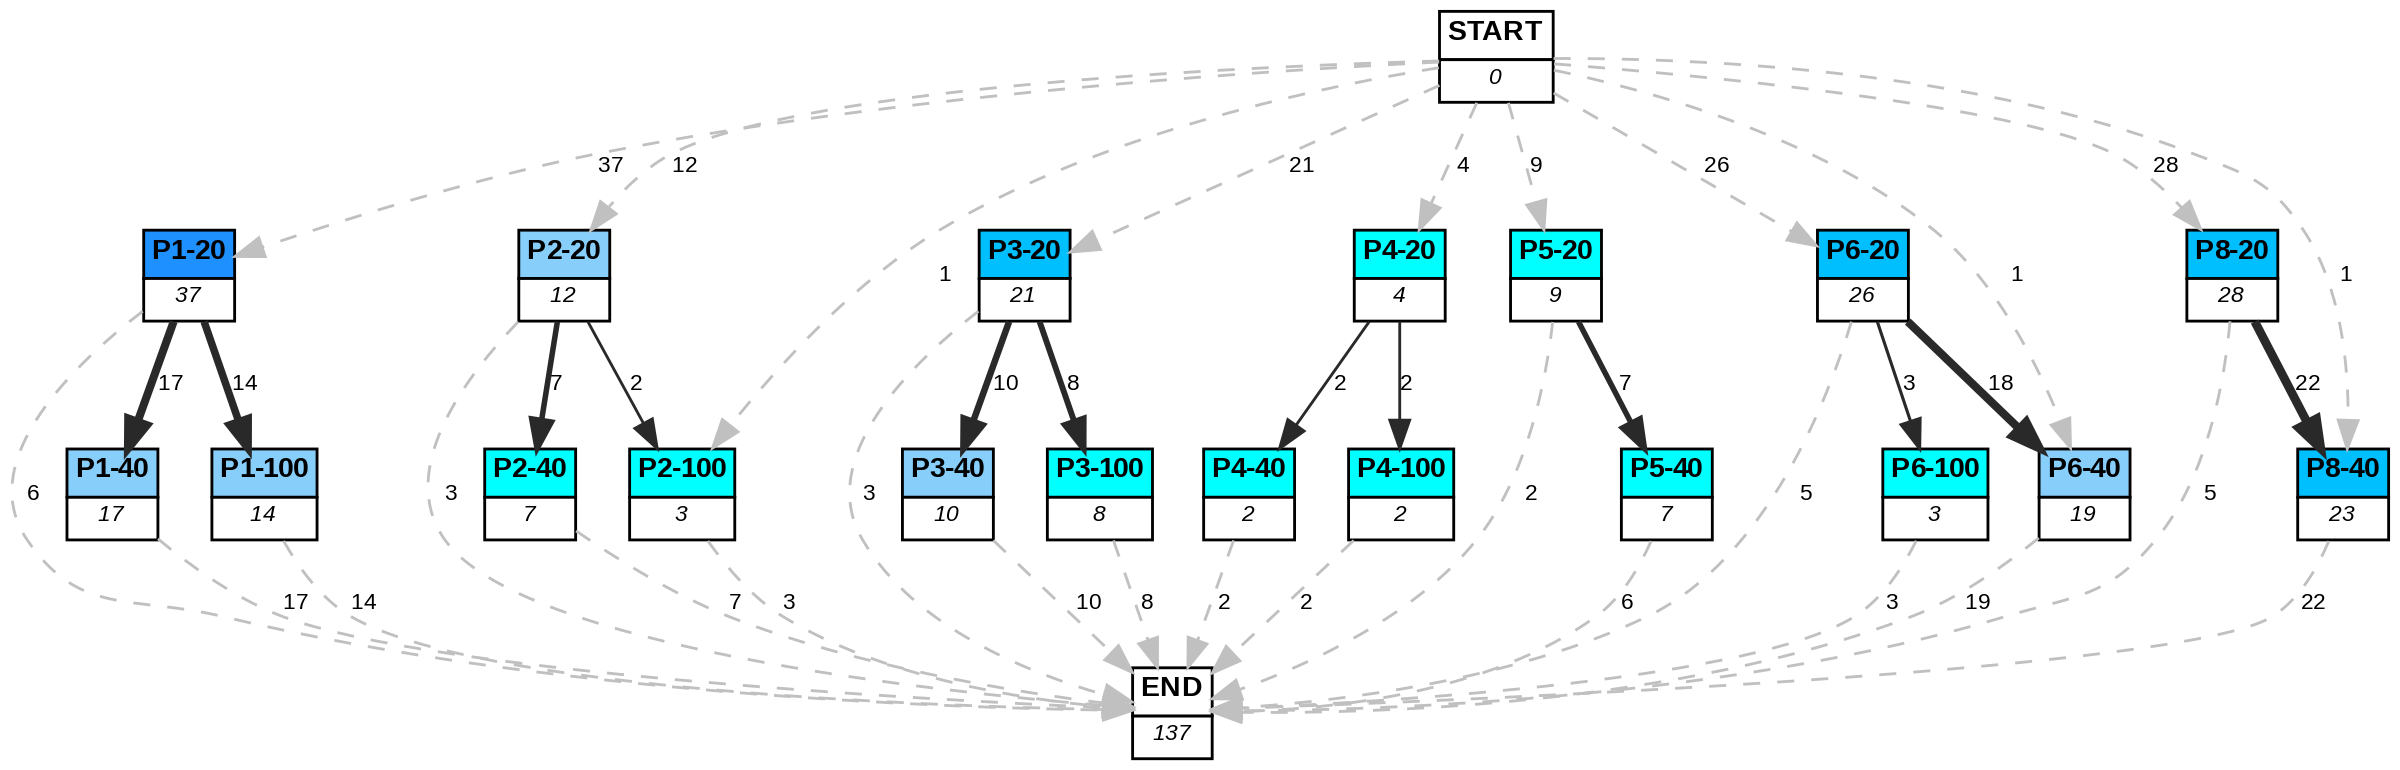 START
0
37
12
21
4
9
26
28
1
1
1
P1-20
37
P2-20
12
P3-20
21
P4-20
4
P5-20
9
P6-20
26
P8-20
28
17
14
7
2
10
8
2
2
7
3
18
22
P1-40
17
P1-100
14
P2-40
7
P2-100
3
P3-40
10
P3-100
8
P4-40
2
P4-100
2
P5-40
7
P6-100
3
P6-40
19
P8-40
23
6
3
3
2
5
5
17
14
7
3
10
8
2
2
6
3
19
22
END
137